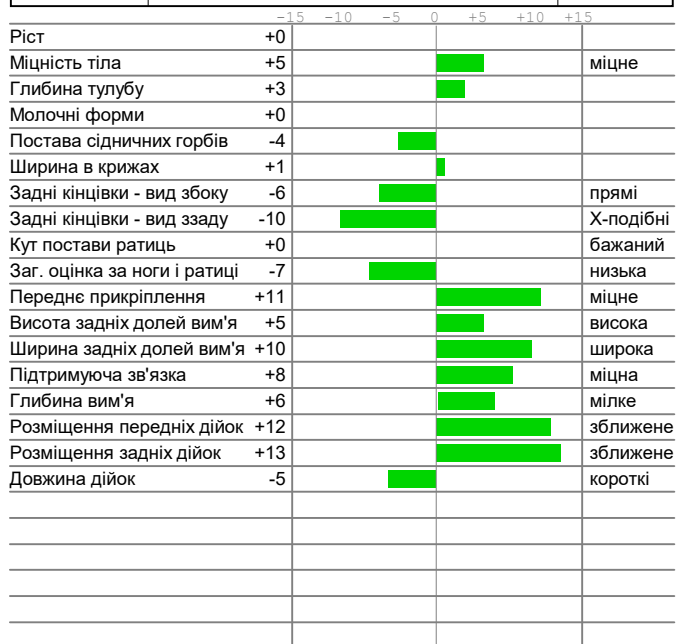 -15 -10 -5 0 +5 +10 +15
Ріст +0
Міцність тіла +5 міцне
Глибина тулубу +3
Молочні форми +0
Постава сідничних горбів -4
Ширина в крижах +1
Задні кінцівки - вид збоку -6 прямі
Задні кінцівки - вид ззаду -10 Х-подібні
Кут постави ратиць +0 бажаний
Заг. оцінка за ноги і ратиці -7 низька
Переднє прикріплення +11 міцне
Висота задніх долей вим'я +5 висока
Ширина задніх долей вим'я +10 широка
Підтримуюча зв'язка +8 міцна
Глибина вим'я +6 мілке
Розміщення передніх дійок +12 зближене
Розміщення задніх дійок +13 зближене
Довжина дійок -5 короткі